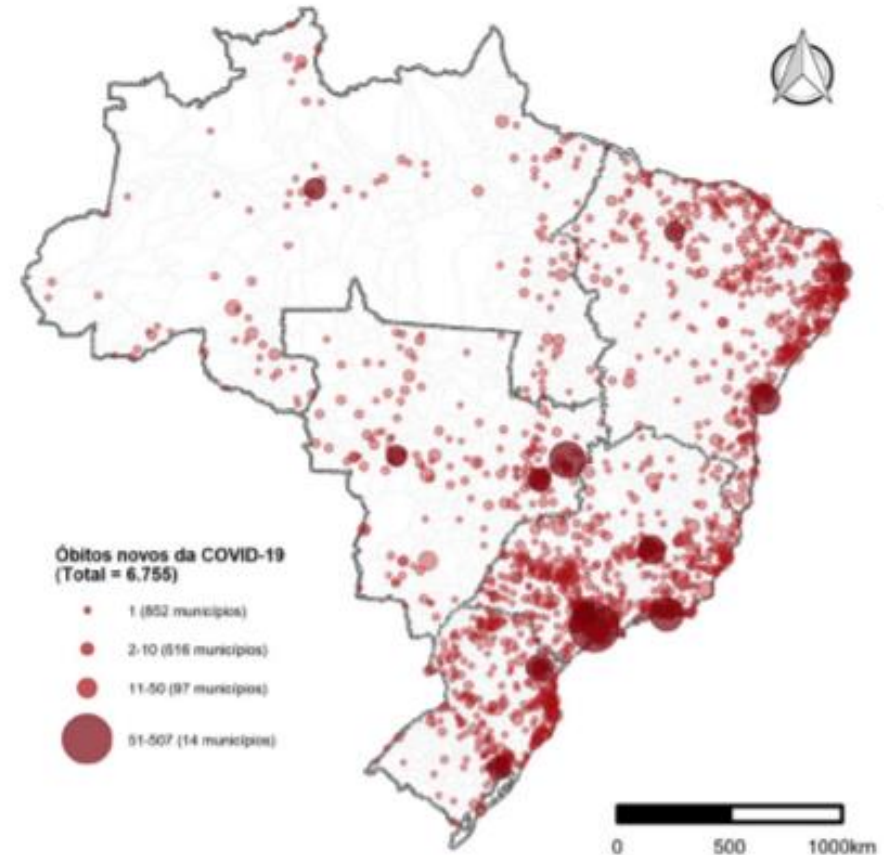 Óbitos novos da COVID-19
(Total = 6.755)
1 (852 municípios)
2-10 (616 municípios)
11-50 (97 municípios)
51-507 (14 municípios)
0 500 1000km